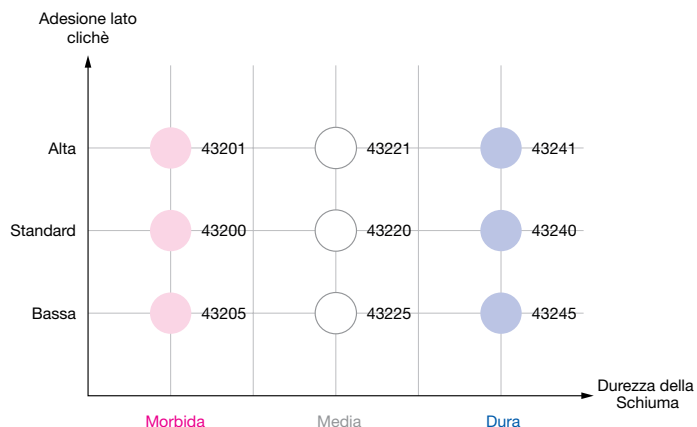 Adesione lato
clichè
Alta 43201 43221 43241
Standard 43200 43220 43240
Bassa 43205 43225 43245
Durezza della
Schiuma
Morbida Media Dura